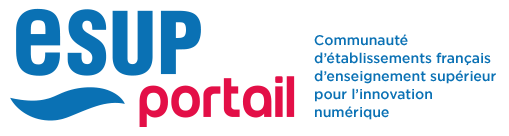 esup
portail
Communauté
d'établissements français
d'enseignement supérieur
pour l'innovation
numérique